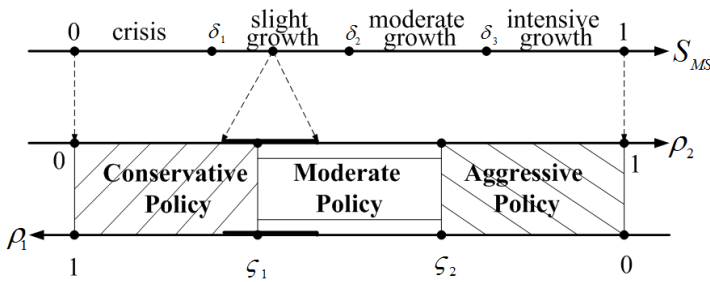 0 crisis δ1 slight growth δ2 moderate growth δ3 intensive growth 1 S_MS
0 1 ρ2
Conservative Policy Moderate Policy Aggressive Policy
ρ1 1 ς1 ς2 0